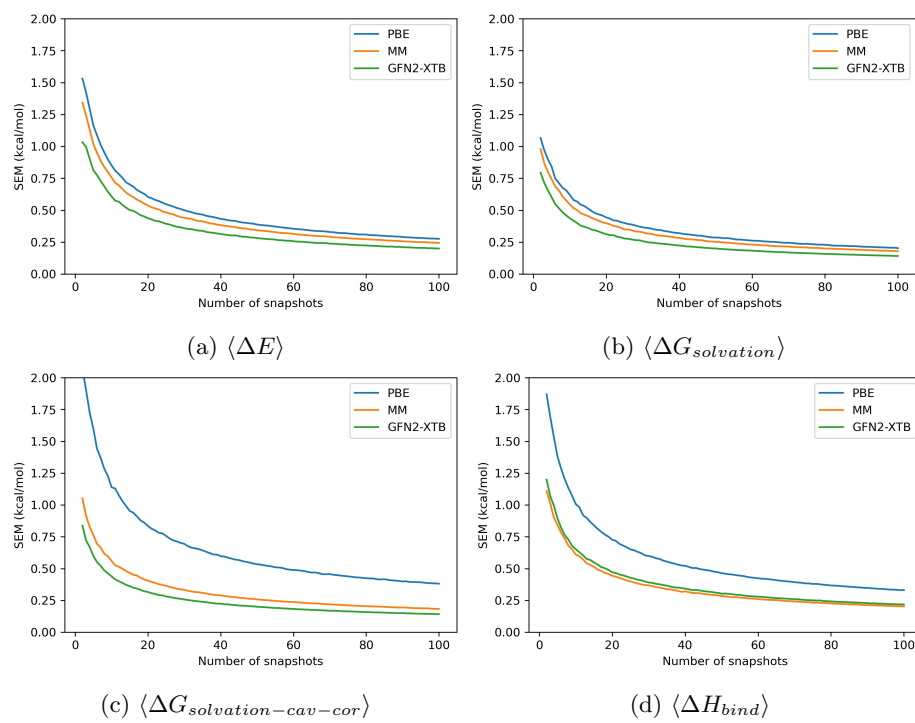 2.00
1.75
1.50
1.25
1.00
0.75
0.50
0.25
0.00
SEM (kcal/mol)
PBE
MM
GFN2-XTB
0 20 40 60 80 100
Number of snapshots
(a) ⟨ΔE⟩
2.00
1.75
1.50
1.25
1.00
0.75
0.50
0.25
0.00
SEM (kcal/mol)
PBE
MM
GFN2-XTB
0 20 40 60 80 100
Number of snapshots
(b) ⟨ΔG_{solvation}⟩
2.00
1.75
1.50
1.25
1.00
0.75
0.50
0.25
0.00
SEM (kcal/mol)
PBE
MM
GFN2-XTB
0 20 40 60 80 100
Number of snapshots
(c) ⟨ΔG_{solvation−cav−cor}⟩
2.00
1.75
1.50
1.25
1.00
0.75
0.50
0.25
0.00
SEM (kcal/mol)
PBE
MM
GFN2-XTB
0 20 40 60 80 100
Number of snapshots
(d) ⟨ΔH_{bind}⟩